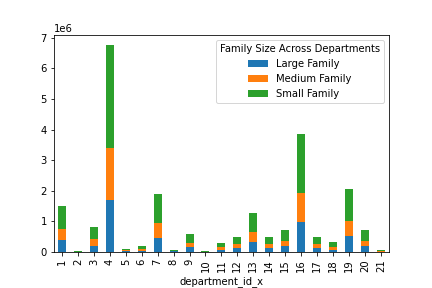 1e6
7
6
5
4
3
2
1
0
Family Size Across Departments
Large Family
Medium Family
Small Family
1 2 3 4 5 6 7 8 9 10 11 12 13 14 15 16 17 18 19 20 21
department_id_x